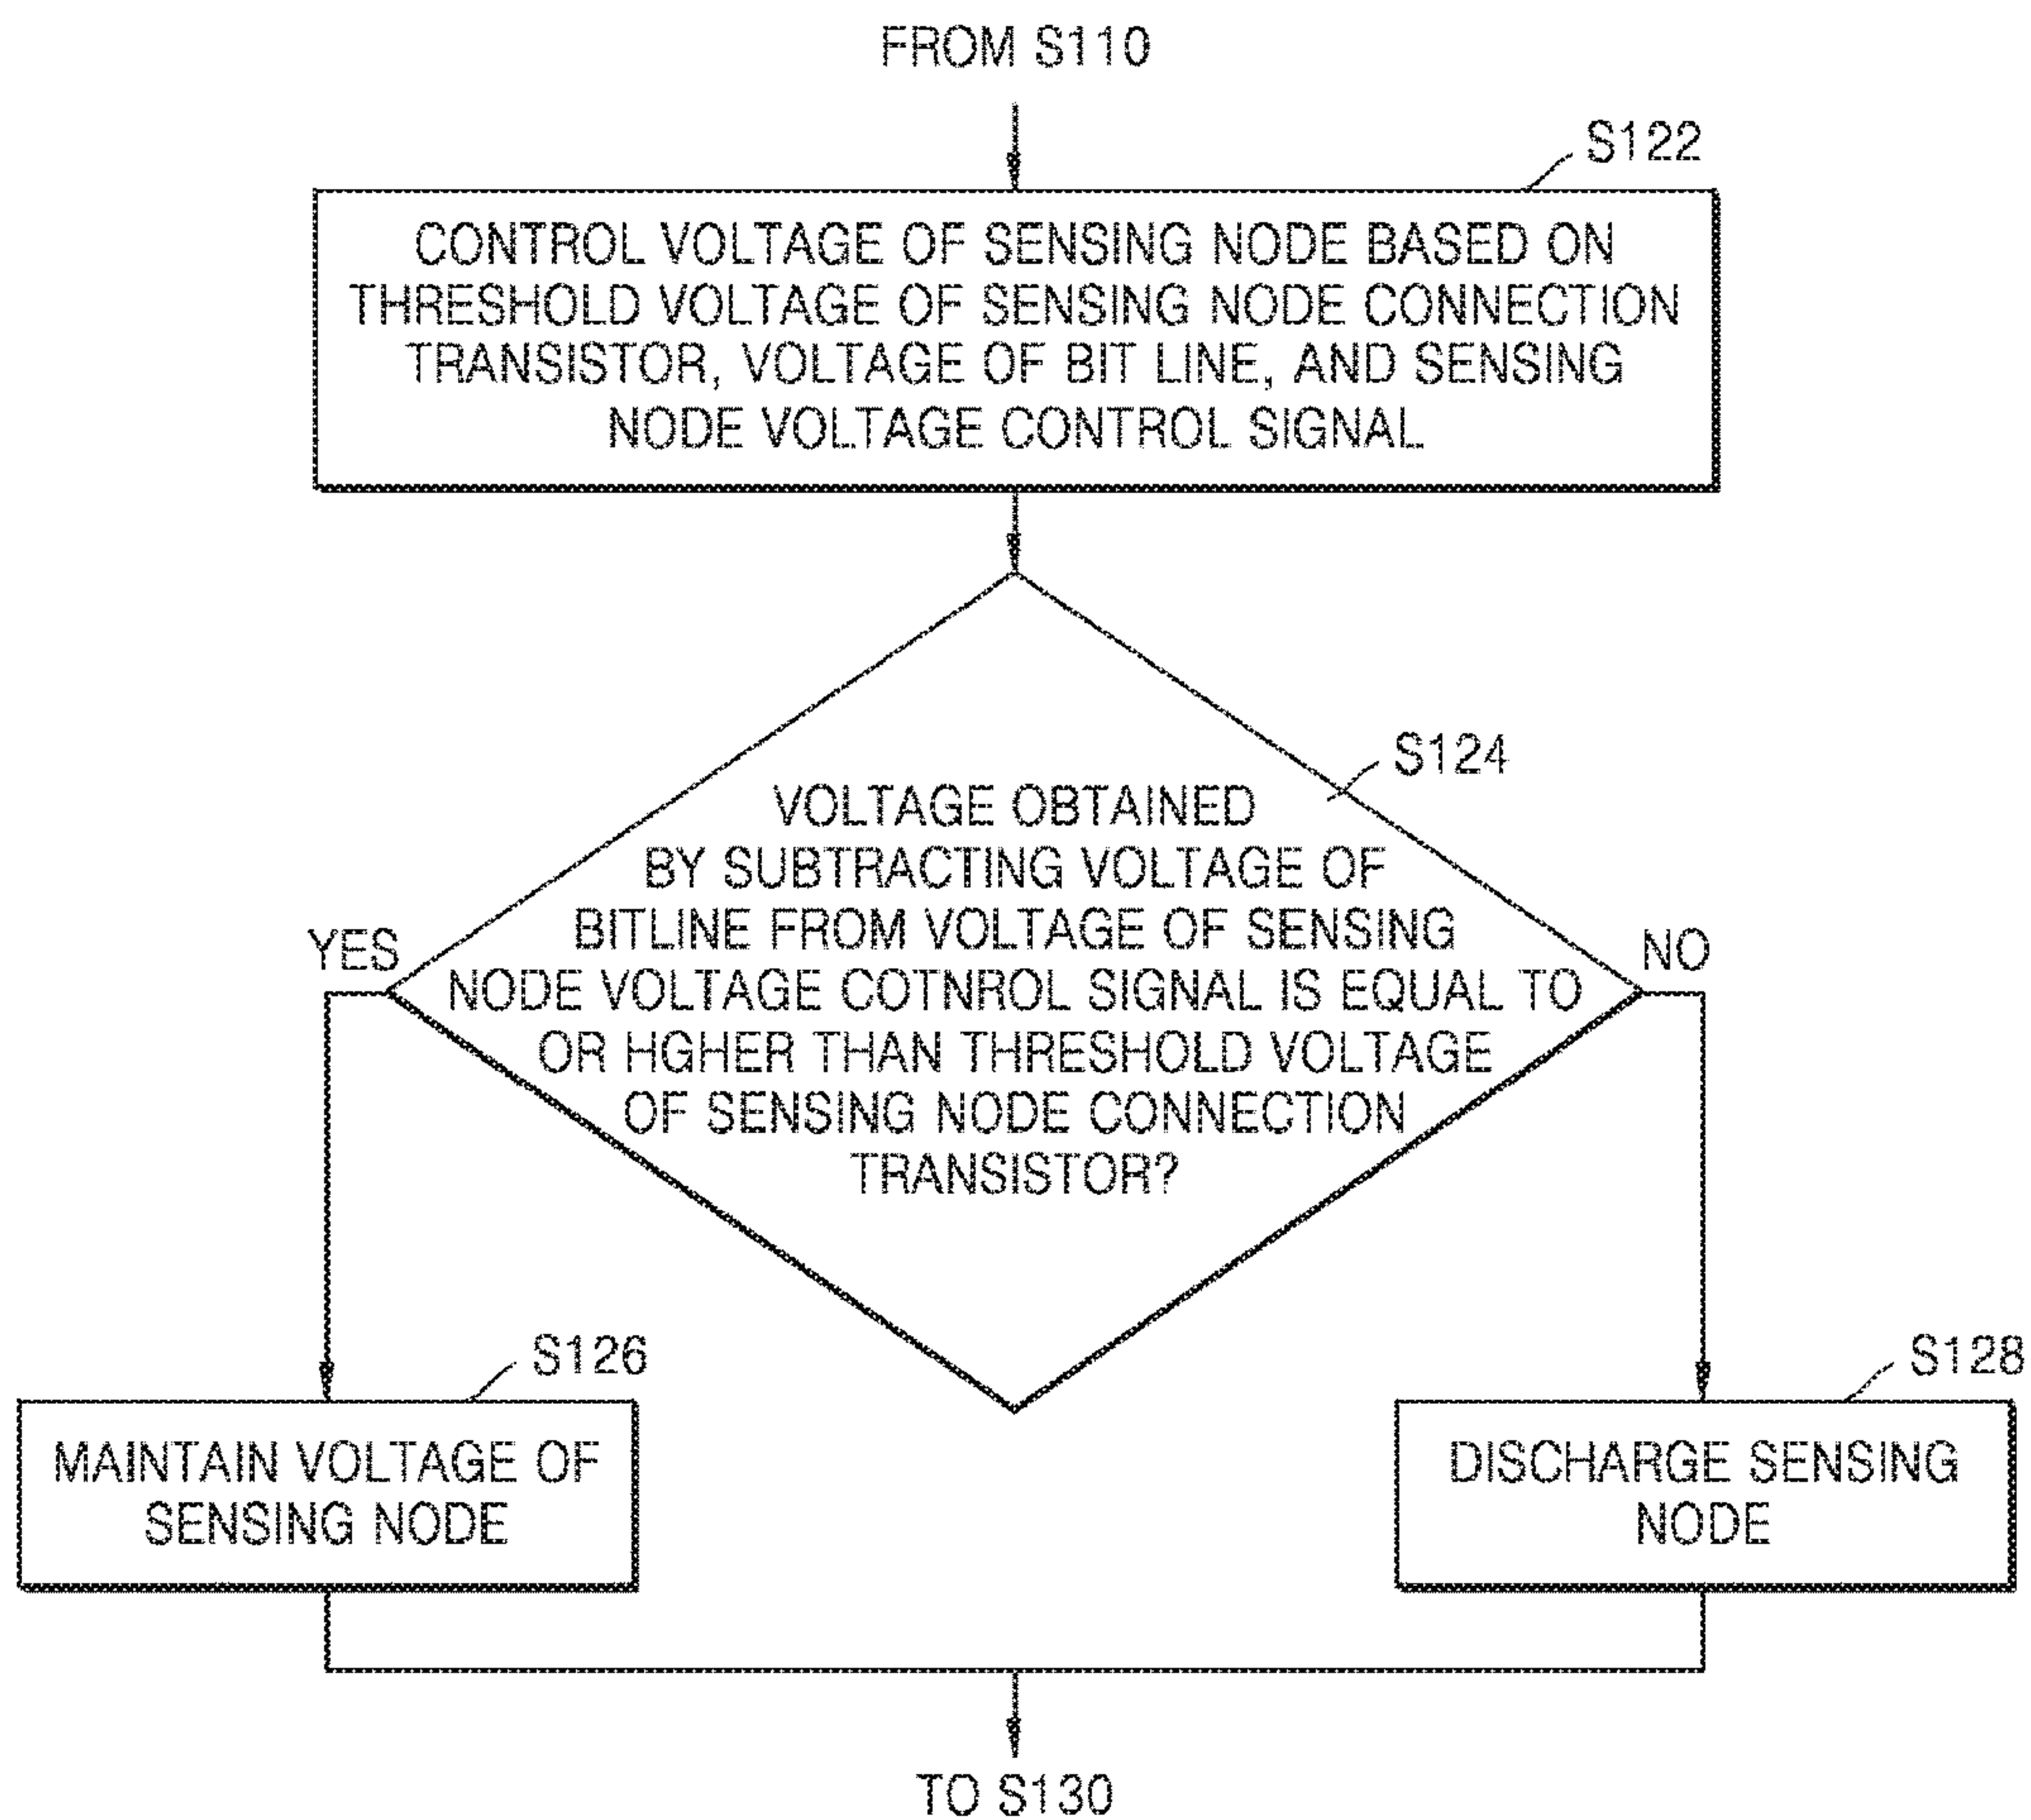 FROM S110
S122
CONTROL VOLTAGE OF SENSING NODE BASED ON
THRESHOLD VOLTAGE OF SENSING NODE CONNECTION
TRANSISTOR, VOLTAGE OF BIT LINE, AND SENSING
NODE VOLTAGE CONTROL SIGNAL
S124
VOLTAGE OBTAINED
BY SUBTRACTING VOLTAGE OF
BITLINE FROM VOLTAGE OF SENSING
NODE VOLTAGE COTNROL SIGNAL IS EQUAL TO
OR HGHER THAN THRESHOLD VOLTAGE
OF SENSING NODE CONNECTION
TRANSISTOR?
YES
NO
S126
MAINTAIN VOLTAGE OF
SENSING NODE
S128
DISCHARGE SENSING
NODE
TO S130